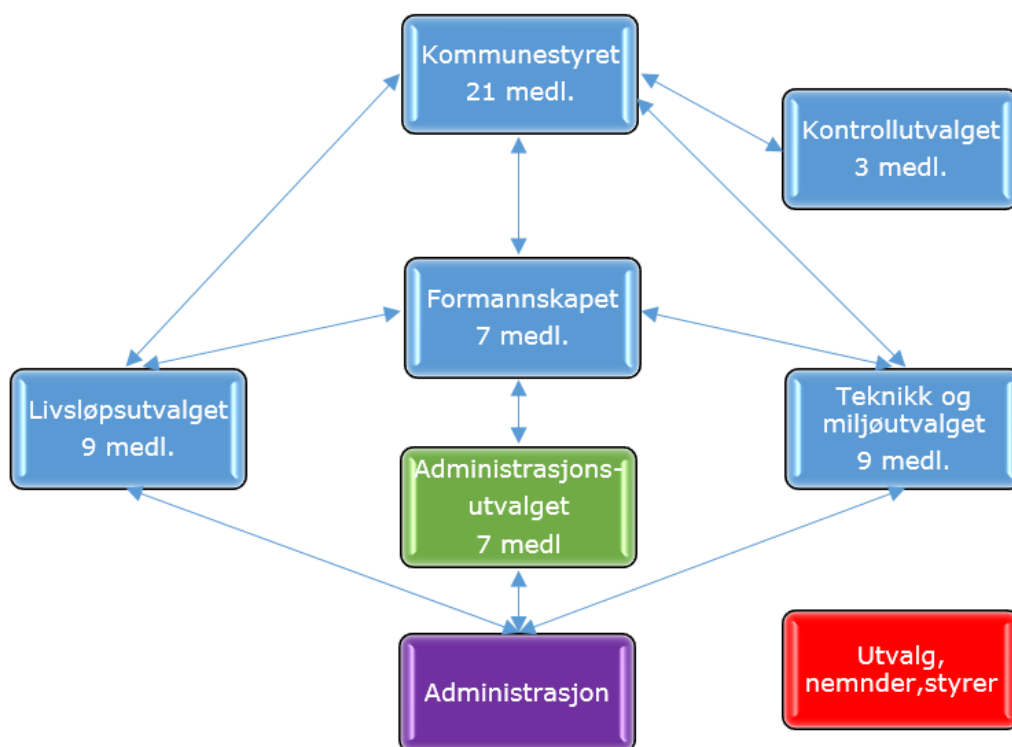 Kommunestyret
21 medl.
Kontrollutvalget
3 medl.
Formannskapet
7 medl.
Livsløpsutvalget
9 medl.
Teknikk og
miljøutvalget
9 medl.
Administrasjons-
utvalget
7 medl
Administrasjon
Utvalg,
nemnder,styrer